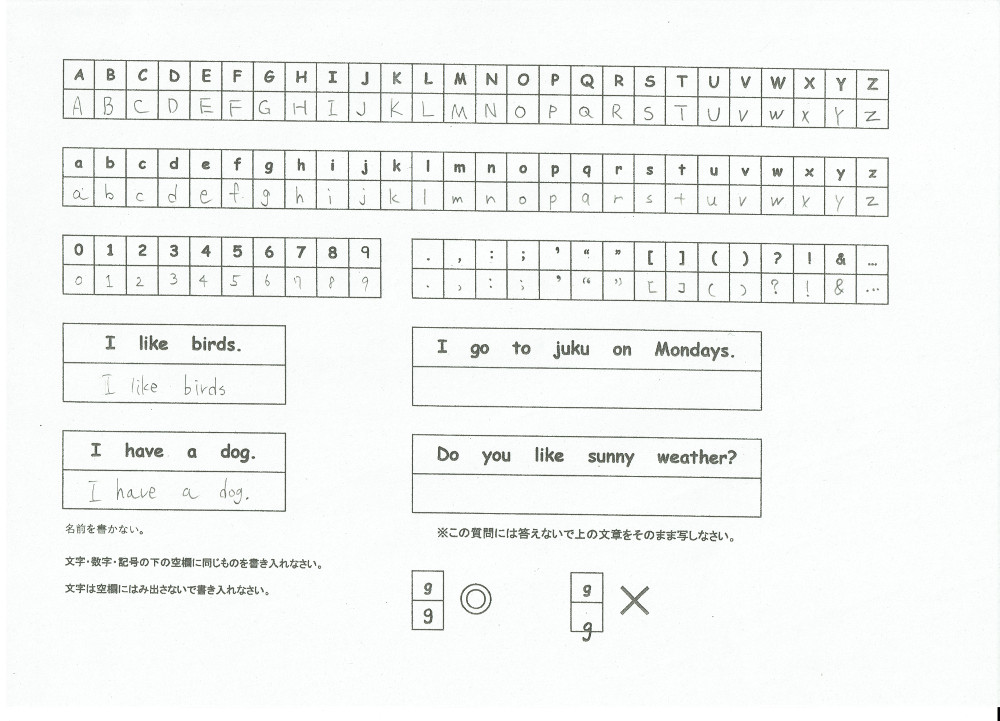 A B C D E F G H I J K L M N O P Q R S T U V W X Y Z
A B C D E F G H I J K L M N O P Q R S T U V W X Y Z
a b c d e f g h i j k l m n o p q r s t u v w x y z
a b c d e f g h i j k l m n o p q r s t u v w x y z
0 1 2 3 4 5 6 7 8 9
0 1 2 3 4 5 6 7 8 9
. , : ; ’ “ ” [ ] ( ) ? ! & …
. , : ; ’ “ ” [ ] ( ) ? ! & …
I like birds.
I like birds
I go to juku on Mondays.
I have a dog.
I have a dog.
Do you like sunny weather?
名前を書かない。
※この質問には答えないで上の文章をそのまま写しなさい。
文字・数字・記号の下の空欄に同じものを書き入れなさい。
文字は空欄にはみ出さないで書き入れなさい。
g
g ◎
g
g ×